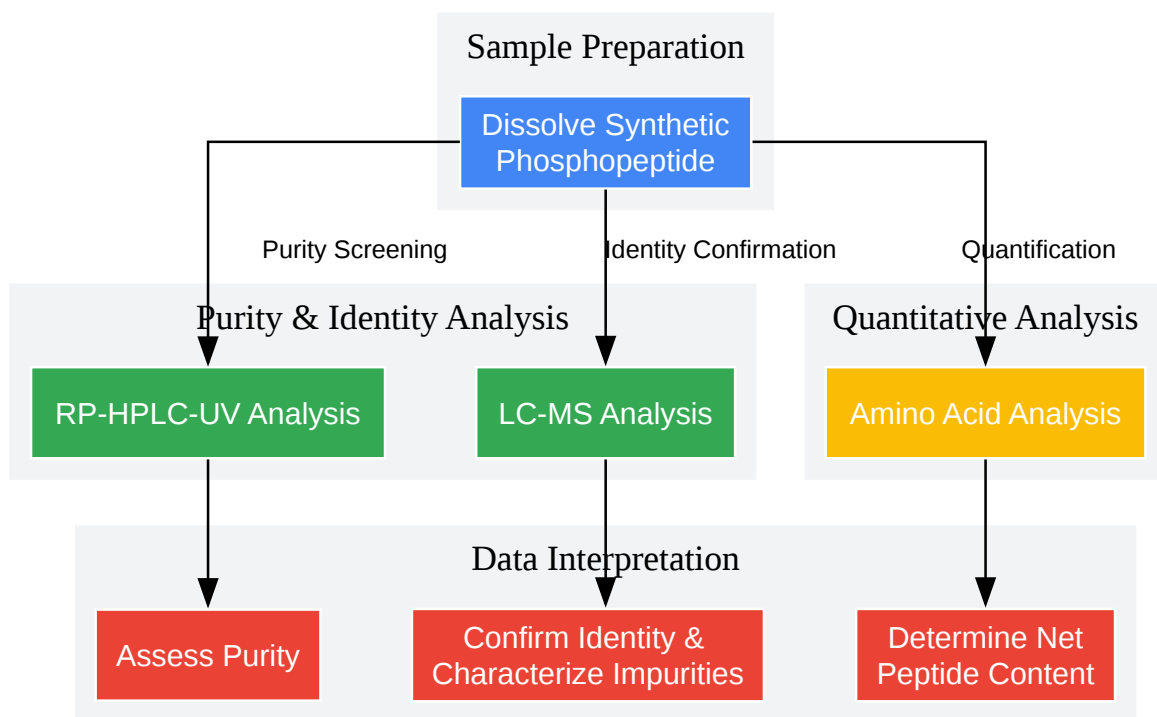 Sample Preparation
Dissolve Synthetic
Phosphopeptide
Purity Screening
Identity Confirmation
Quantification
Purity & Identity Analysis
Quantitative Analysis
RP-HPLC-UV Analysis
LC-MS Analysis
Amino Acid Analysis
Data Interpretation
Assess Purity
Confirm Identity &
Characterize Impurities
Determine Net
Peptide Content